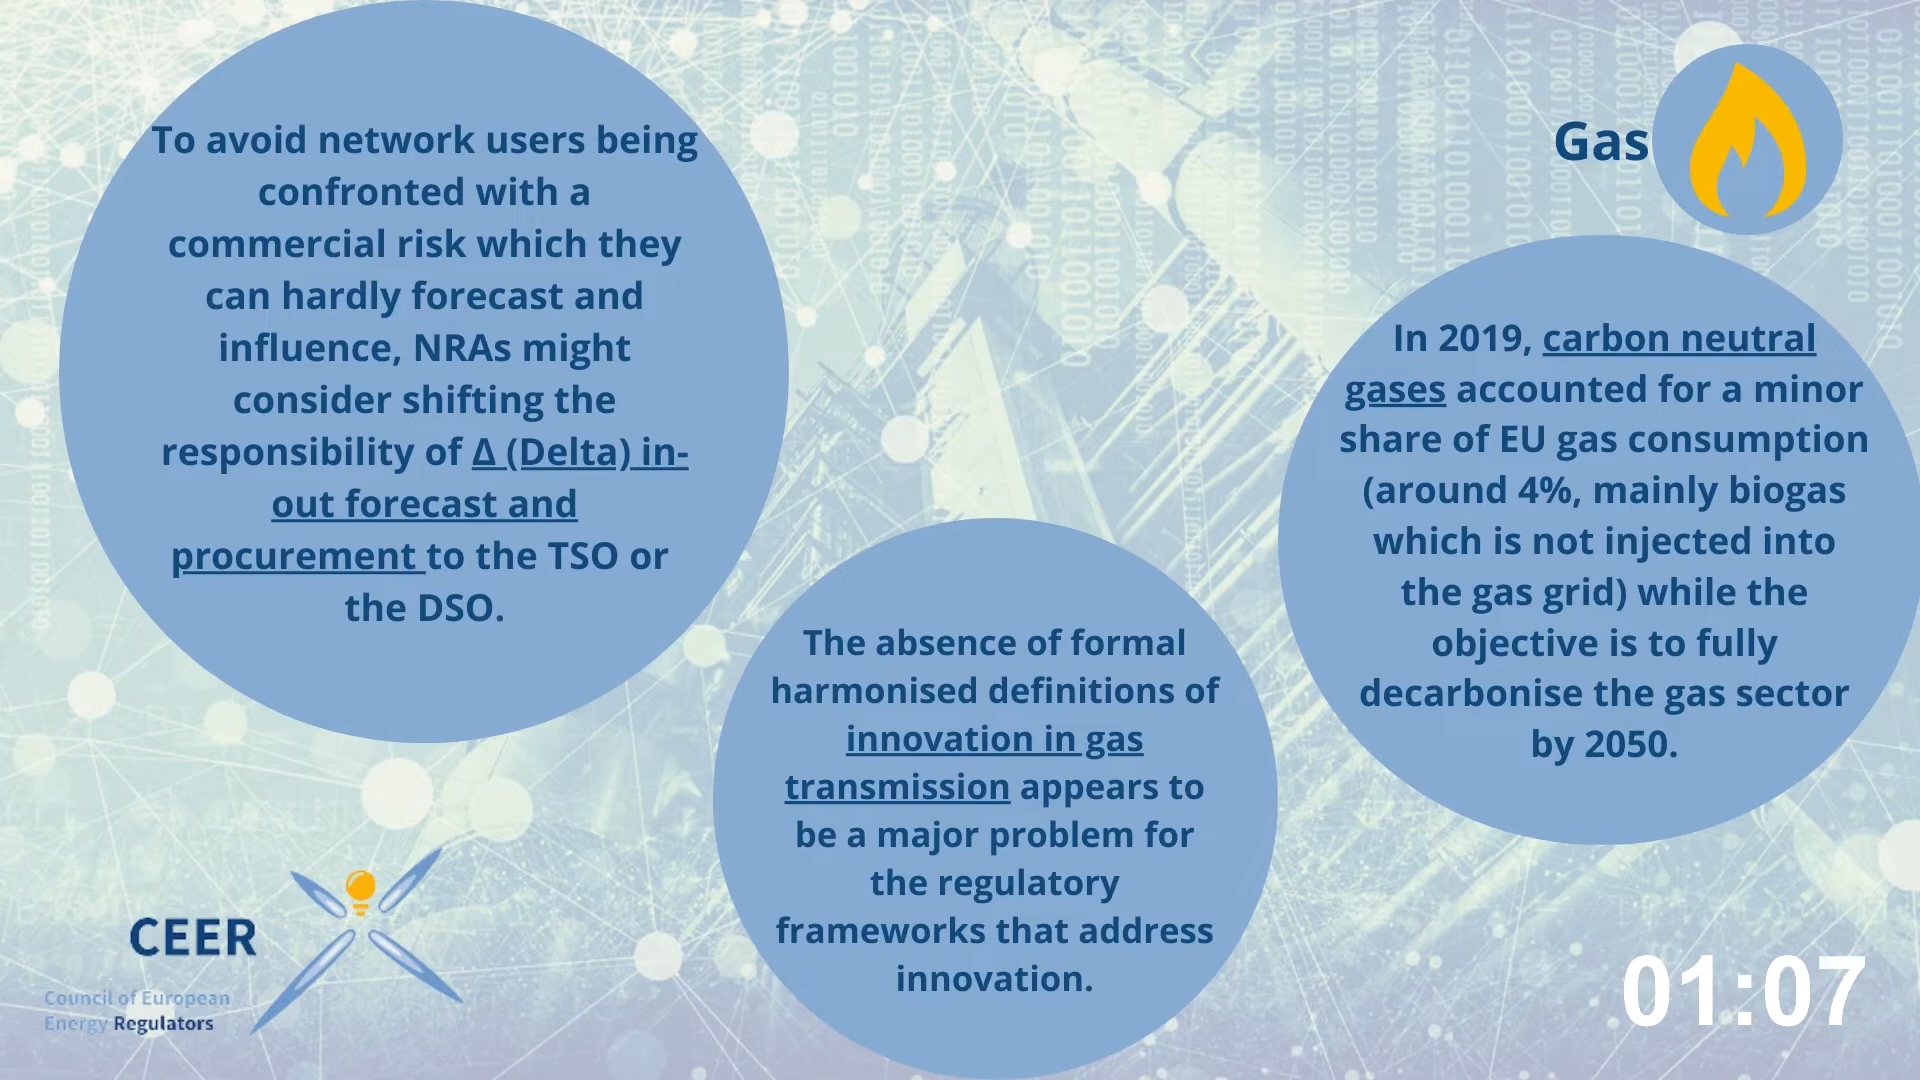 To avoid network users being
confronted with a
commercial risk which they
can hardly forecast and
influence, NRAs might
consider shifting the
responsibility of Δ (Delta) in-
out forecast and
procurement to the TSO or
the DSO.
Gas
In 2019, carbon neutral
gases accounted for a minor
share of EU gas consumption
(around 4%, mainly biogas
which is not injected into
the gas grid) while the
objective is to fully
decarbonise the gas sector
by 2050.
The absence of formal
harmonised definitions of
innovation in gas
transmission appears to
be a major problem for
the regulatory
frameworks that address
innovation.
CEER
Council of European
Energy Regulators
01:07